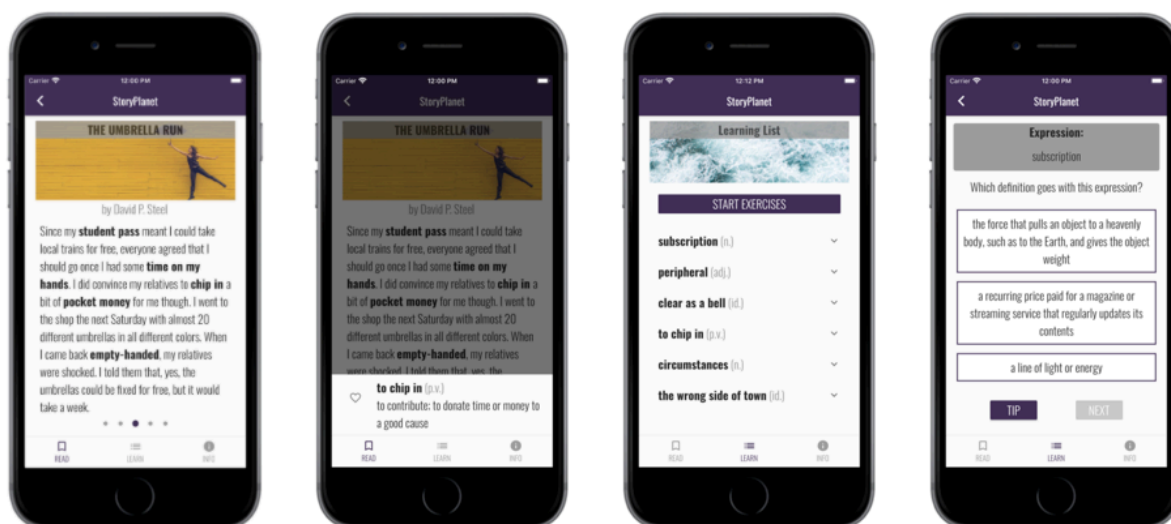 Carrier 12:00 PM
StoryPlanet
THE UMBRELLA RUN
by David P. Steel
Since my student pass meant I could take
local trains for free, everyone agreed that I
should go once I had some time on my
hands. I did convince my relatives to chip in a
bit of pocket money for me though. I went to
the shop the next Saturday with almost 20
different umbrellas in all different colors. When
I came back empty-handed, my relatives
were shocked. I told them that, yes, the
umbrellas could be fixed for free, but it would
take a week.
READ LEARN INFO
Carrier 12:00 PM
StoryPlanet
THE UMBRELLA RUN
by David P. Steel
Since my student pass meant I could take
local trains for free, everyone agreed that I
should go once I had some time on my
hands. I did convince my relatives to chip in a
bit of pocket money for me though. I went to
the shop the next Saturday with almost 20
different umbrellas in all different colors. When
I came back empty-handed, my relatives
were shocked. I told them that, yes, the
to chip in (p.v.)
to contribute; to donate time or money to
a good cause
READ LEARN INFO
Carrier 12:12 PM
StoryPlanet
Learning List
START EXERCISES
subscription (n.)
peripheral (adj.)
clear as a bell (id.)
to chip in (p.v.)
circumstances (n.)
the wrong side of town (id.)
READ LEARN INFO
Carrier 12:00 PM
StoryPlanet
Expression:
subscription
Which definition goes with this expression?
the force that pulls an object to a heavenly
body, such as to the Earth, and gives the object
weight
a recurring price paid for a magazine or
streaming service that regularly updates its
contents
a line of light or energy
TIP NEXT
READ LEARN INFO